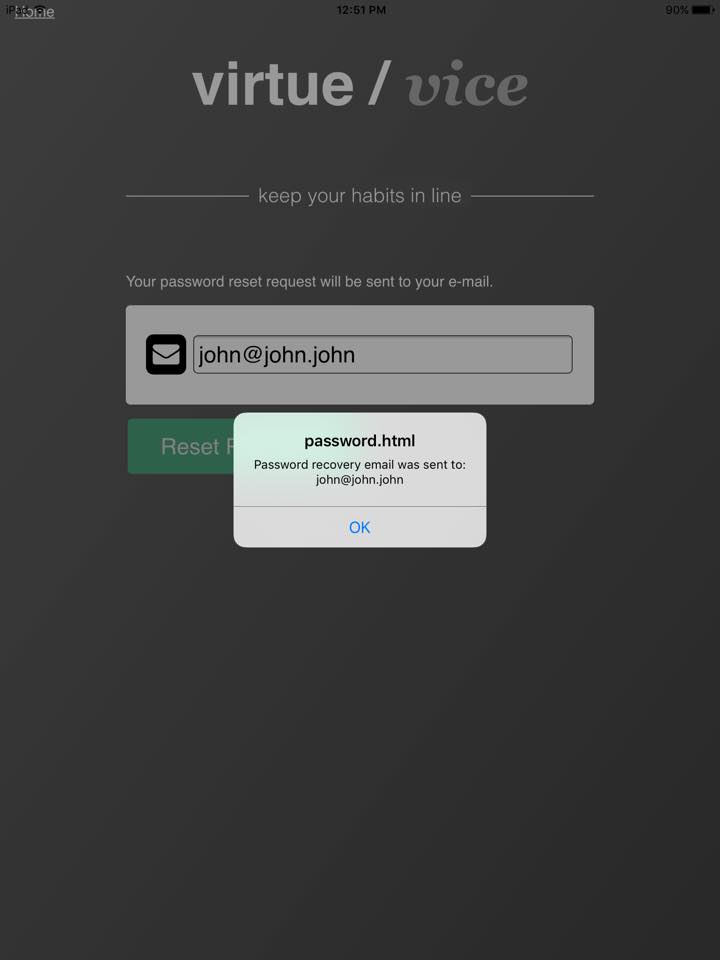 iPad 12:51 PM 90%
Home
virtue / vice
keep your habits in line
Your password reset request will be sent to your e-mail.
john@john.john
Reset
password.html
Password recovery email was sent to:
john@john.john
OK